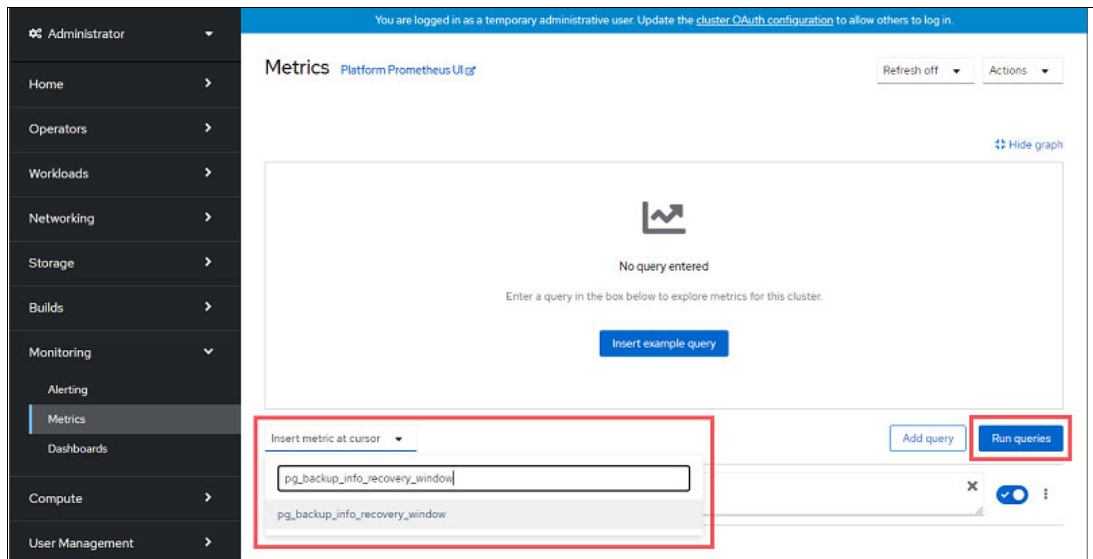 You are logged in as a temporary administrative user. Update the cluster OAuth configuration to allow others to log in.
Administrator
Home
Operators
Workloads
Networking
Storage
Builds
Monitoring
Alerting
Metrics
Dashboards
Compute
User Management
Metrics Platform Prometheus UI
Refresh off Actions
Hide graph
No query entered
Enter a query in the box below to explore metrics for this cluster.
Insert example query
Insert metric at cursor
Add query Run queries
pg_backup_info_recovery_window
pg_backup_info_recovery_window